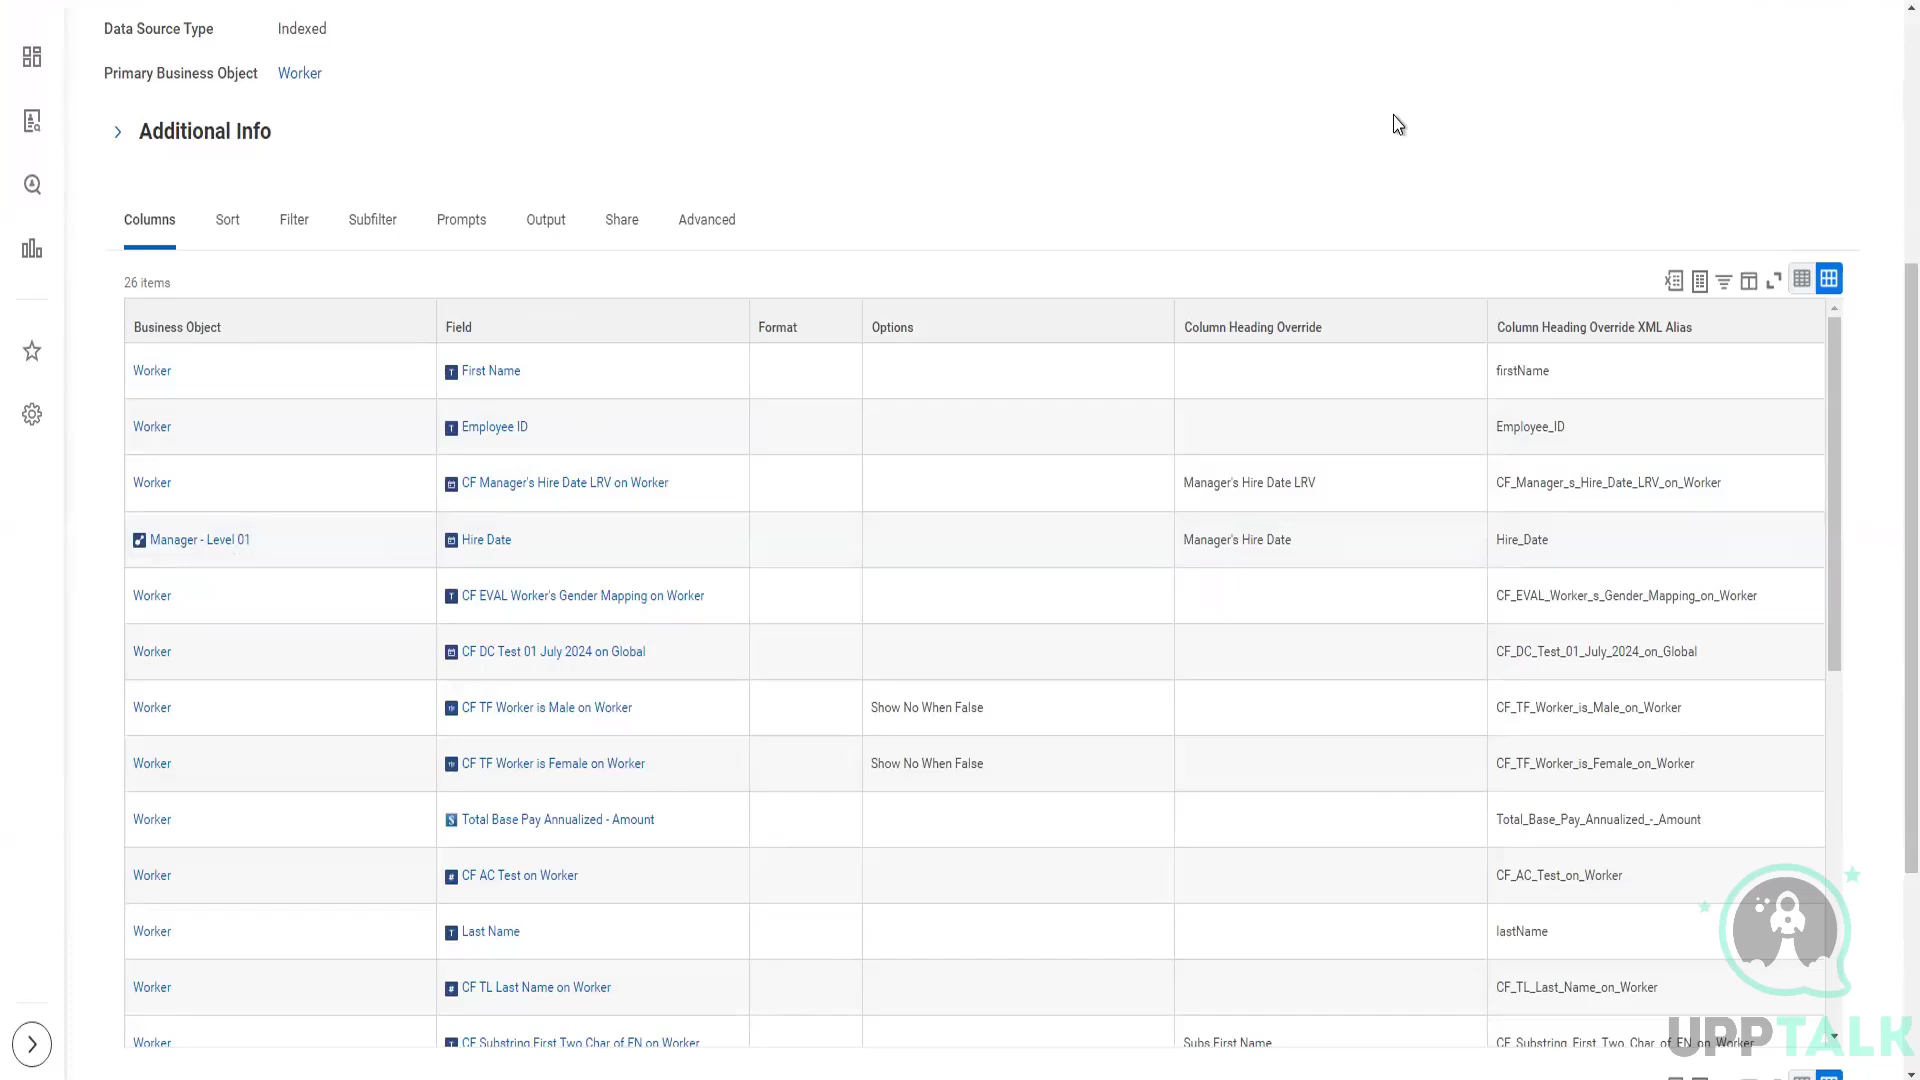 Data Source Type Indexed
Primary Business Object Worker
Additional Info
Columns Sort Filter Subfilter Prompts Output Share Advanced
26 items
Business Object Field Format Options Column Heading Override Column Heading Override XML Alias
Worker First Name firstName
Worker Employee ID Employee_ID
Worker CF Manager's Hire Date LRV on Worker Manager's Hire Date LRV CF_Manager_s_Hire_Date_LRV_on_Worker
Manager - Level 01 Hire Date Manager's Hire Date Hire_Date
Worker CF EVAL Worker's Gender Mapping on Worker CF_EVAL_Worker_s_Gender_Mapping_on_Worker
Worker CF DC Test 01 July 2024 on Global CF_DC_Test_01_July_2024_on_Global
Worker CF TF Worker is Male on Worker Show No When False CF_TF_Worker_is_Male_on_Worker
Worker CF TF Worker is Female on Worker Show No When False CF_TF_Worker_is_Female_on_Worker
Worker Total Base Pay Annualized - Amount Total_Base_Pay_Annualized_-_Amount
Worker CF AC Test on Worker CF_AC_Test_on_Worker
Worker Last Name lastName
Worker CF TL Last Name on Worker CF_TL_Last_Name_on_Worker
Worker CF Substring First Two Char of FN on Worker Subs First Name CF_Substring_First_Two_Char_of_FN_on_Worker
UPPTALK